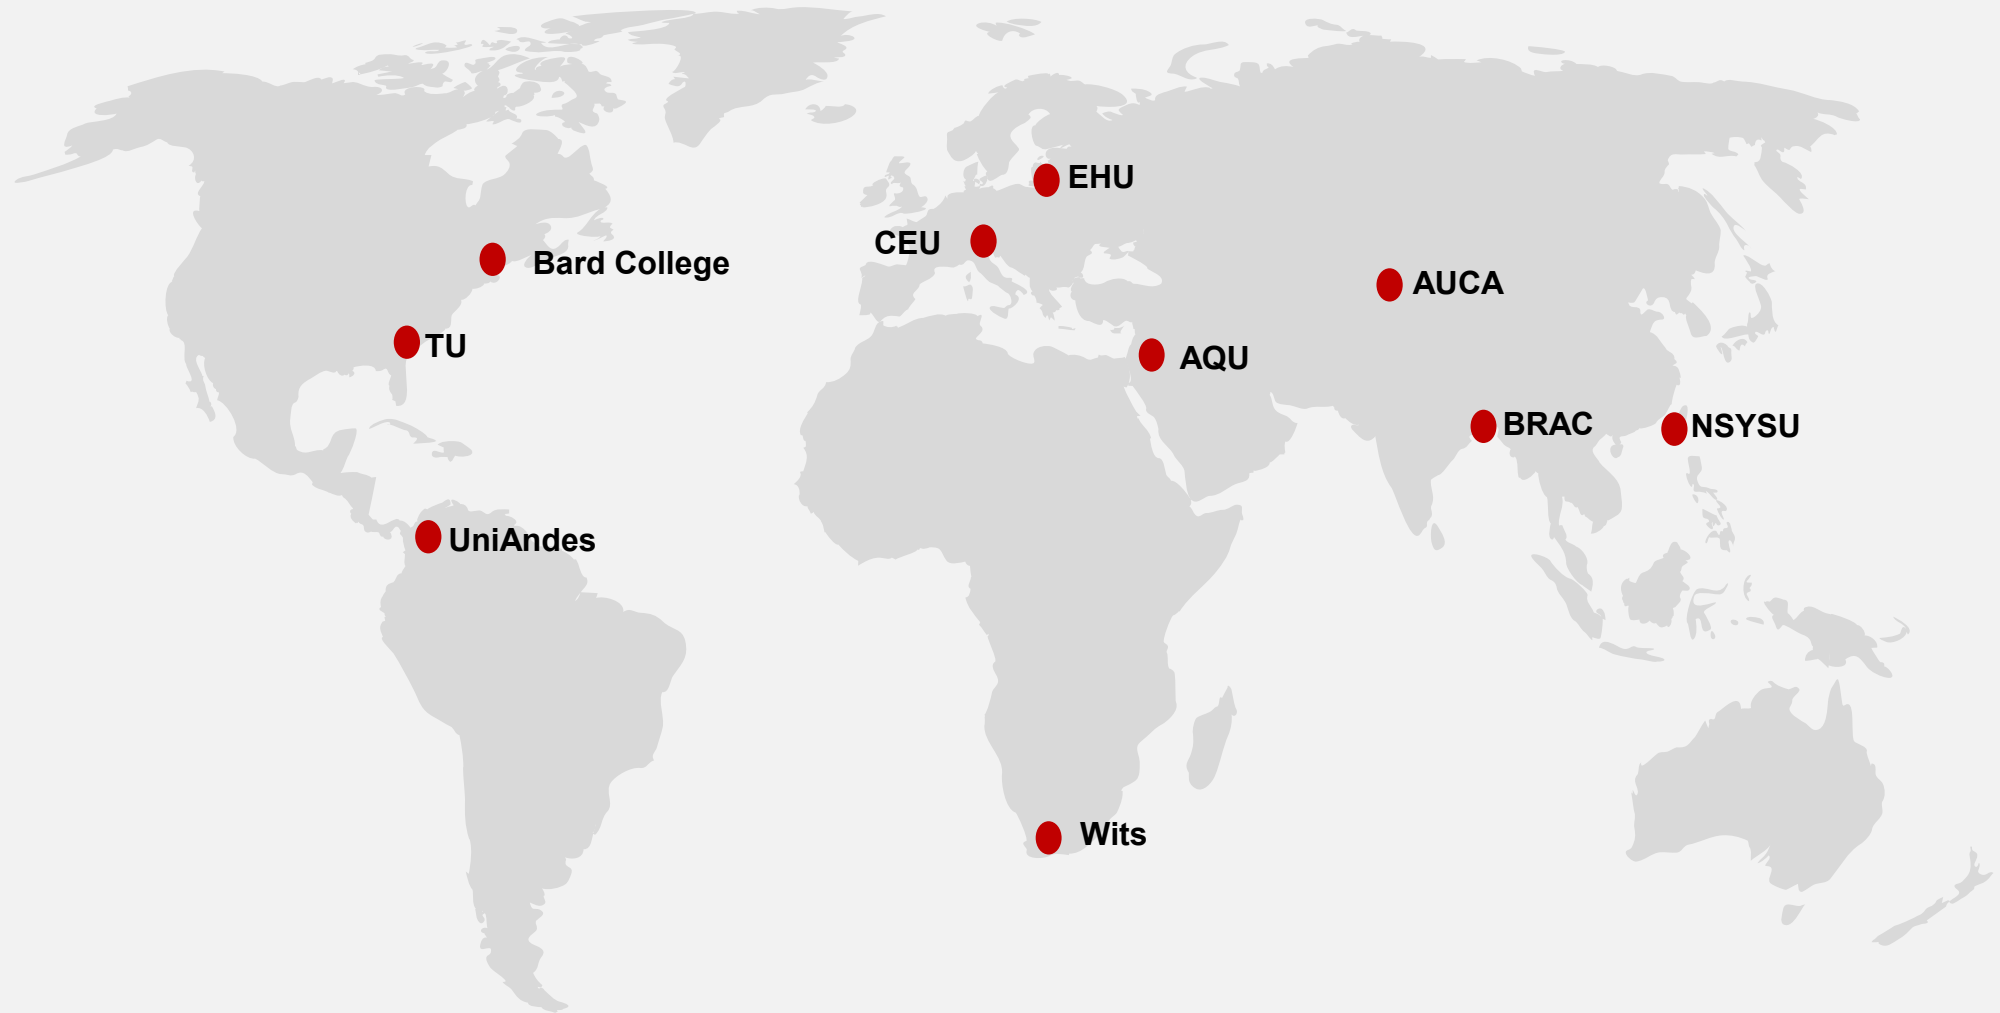 EHU
CEU
Bard College
AUCA
TU
AQU
BRAC
NSYSU
UniAndes
Wits